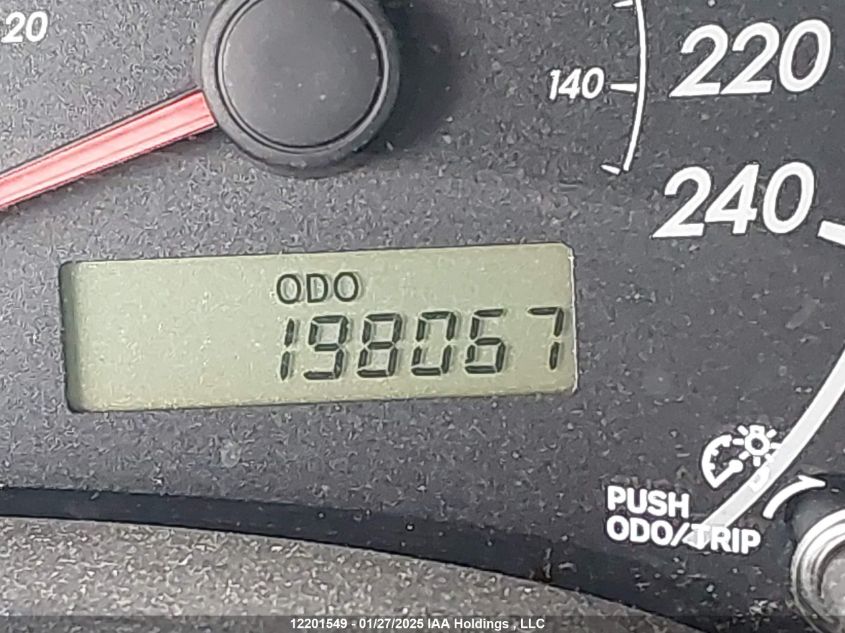 20
220
140
240
ODO
198067
PUSH
ODO/TRIP
12201549 - 01/27/2025 IAA Holdings , LLC